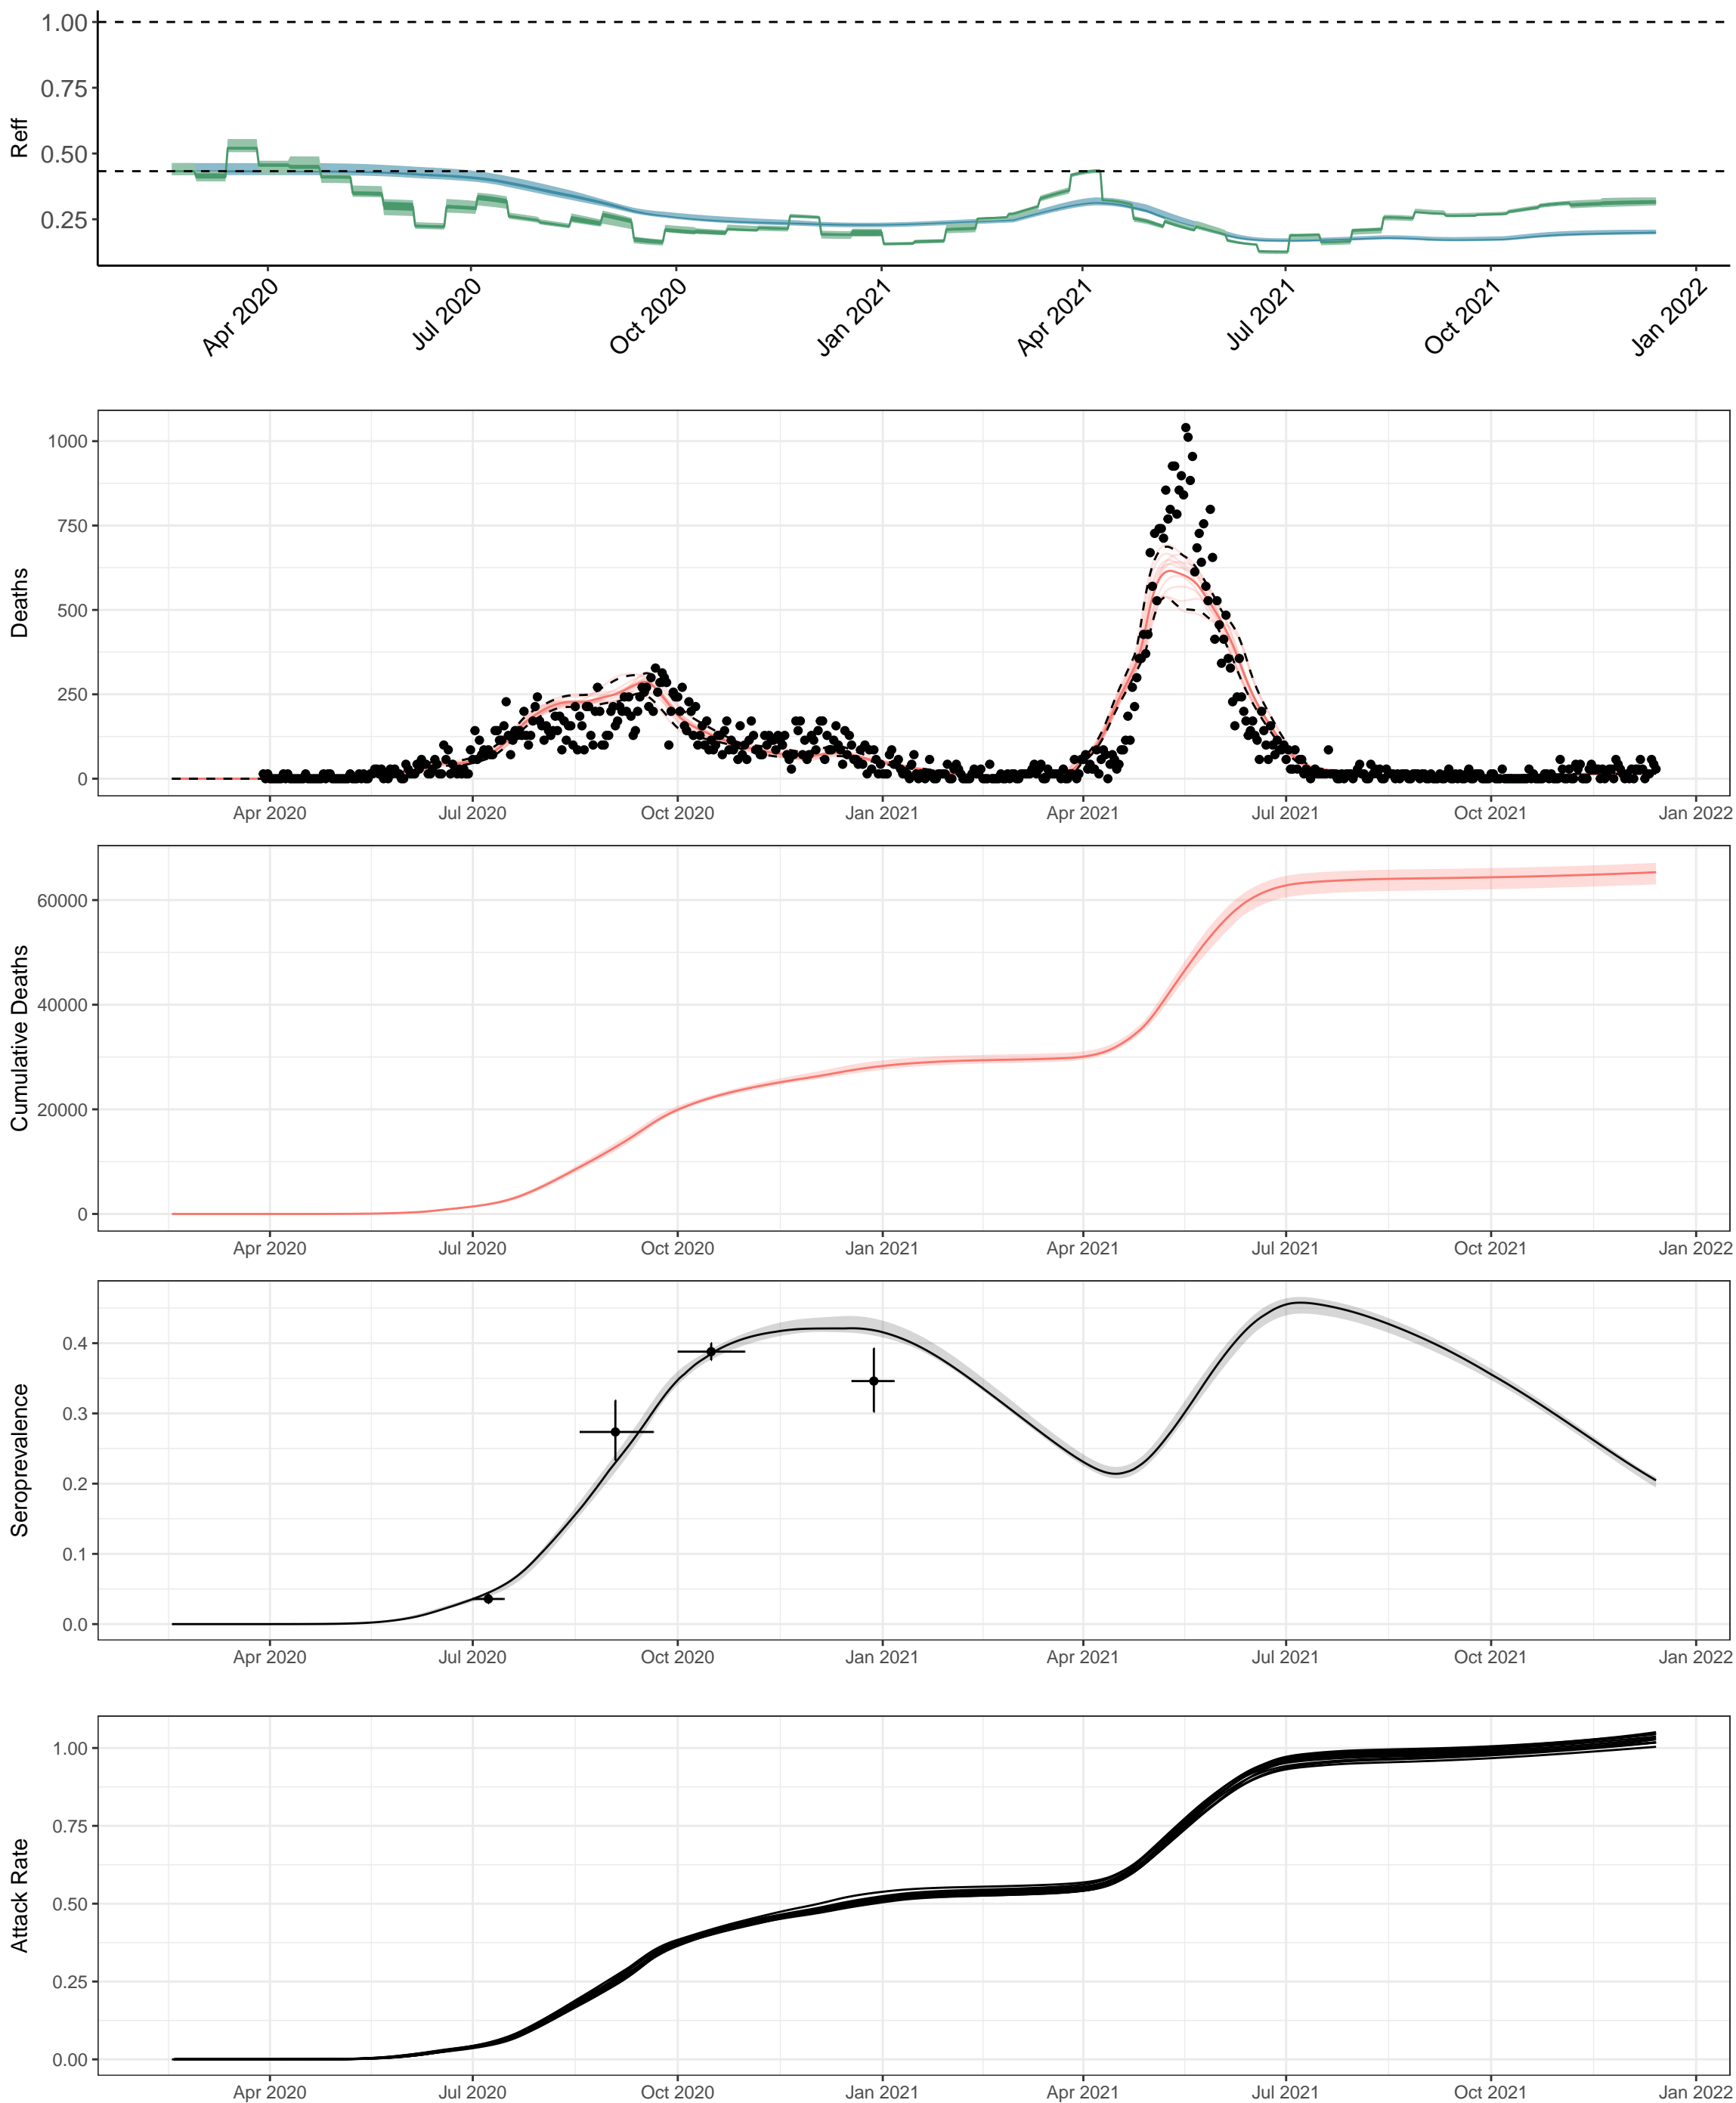 Reff
1.00
0.75
0.50
0.25
Apr 2020
Jul 2020
Oct 2020
Jan 2021
Apr 2021
Jul 2021
Oct 2021
Jan 2022
Deaths
1000
750
500
250
0
Apr 2020
Jul 2020
Oct 2020
Jan 2021
Apr 2021
Jul 2021
Oct 2021
Jan 2022
Cumulative Deaths
60000
40000
20000
0
Apr 2020
Jul 2020
Oct 2020
Jan 2021
Apr 2021
Jul 2021
Oct 2021
Jan 2022
Seroprevalence
0.4
0.3
0.2
0.1
0.0
Apr 2020
Jul 2020
Oct 2020
Jan 2021
Apr 2021
Jul 2021
Oct 2021
Jan 2022
Attack Rate
1.00
0.75
0.50
0.25
0.00
Apr 2020
Jul 2020
Oct 2020
Jan 2021
Apr 2021
Jul 2021
Oct 2021
Jan 2022